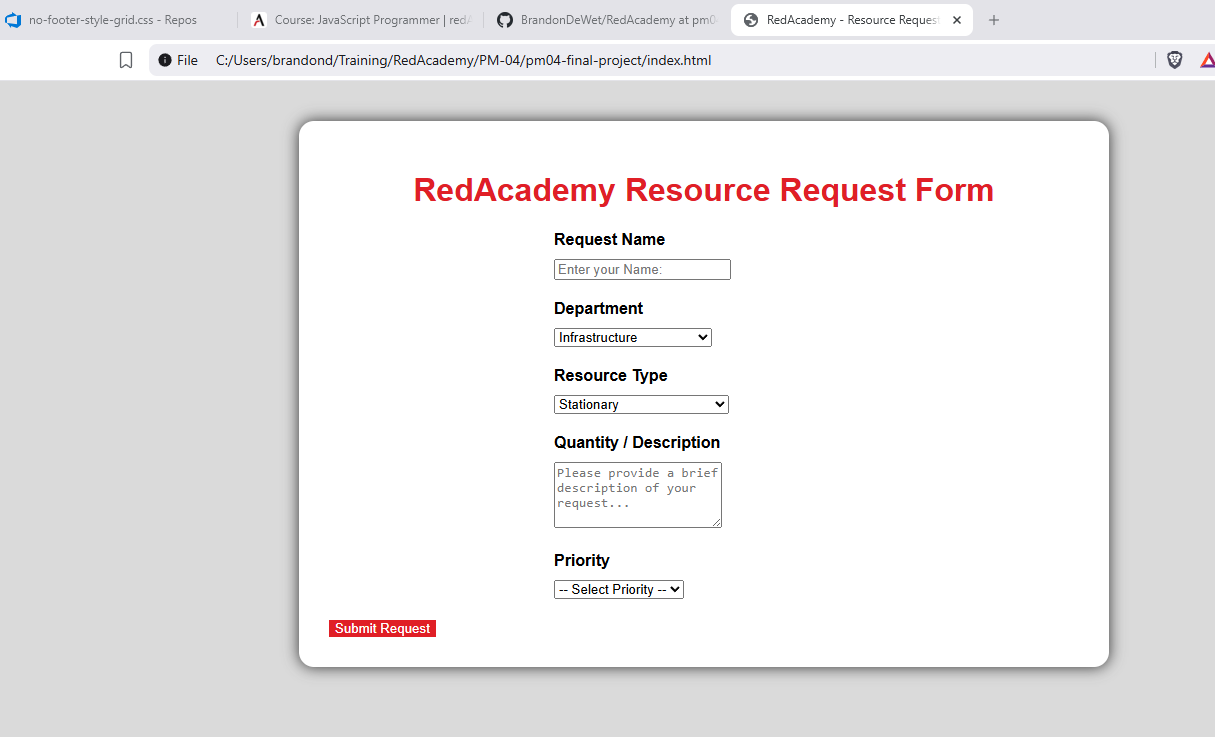 no-footer-style-grid.css - Repos
Course: JavaScript Programmer | red
BrandonDeWet/RedAcademy at pm0
RedAcademy - Resource Request
File C:/Users/brandond/Training/RedAcademy/PM-04/pm04-final-project/index.html
RedAcademy Resource Request Form
Request Name
Enter your Name:
Department
Infrastructure
Resource Type
Stationary
Quantity / Description
Please provide a brief
description of your
request...
Priority
-- Select Priority --
Submit Request